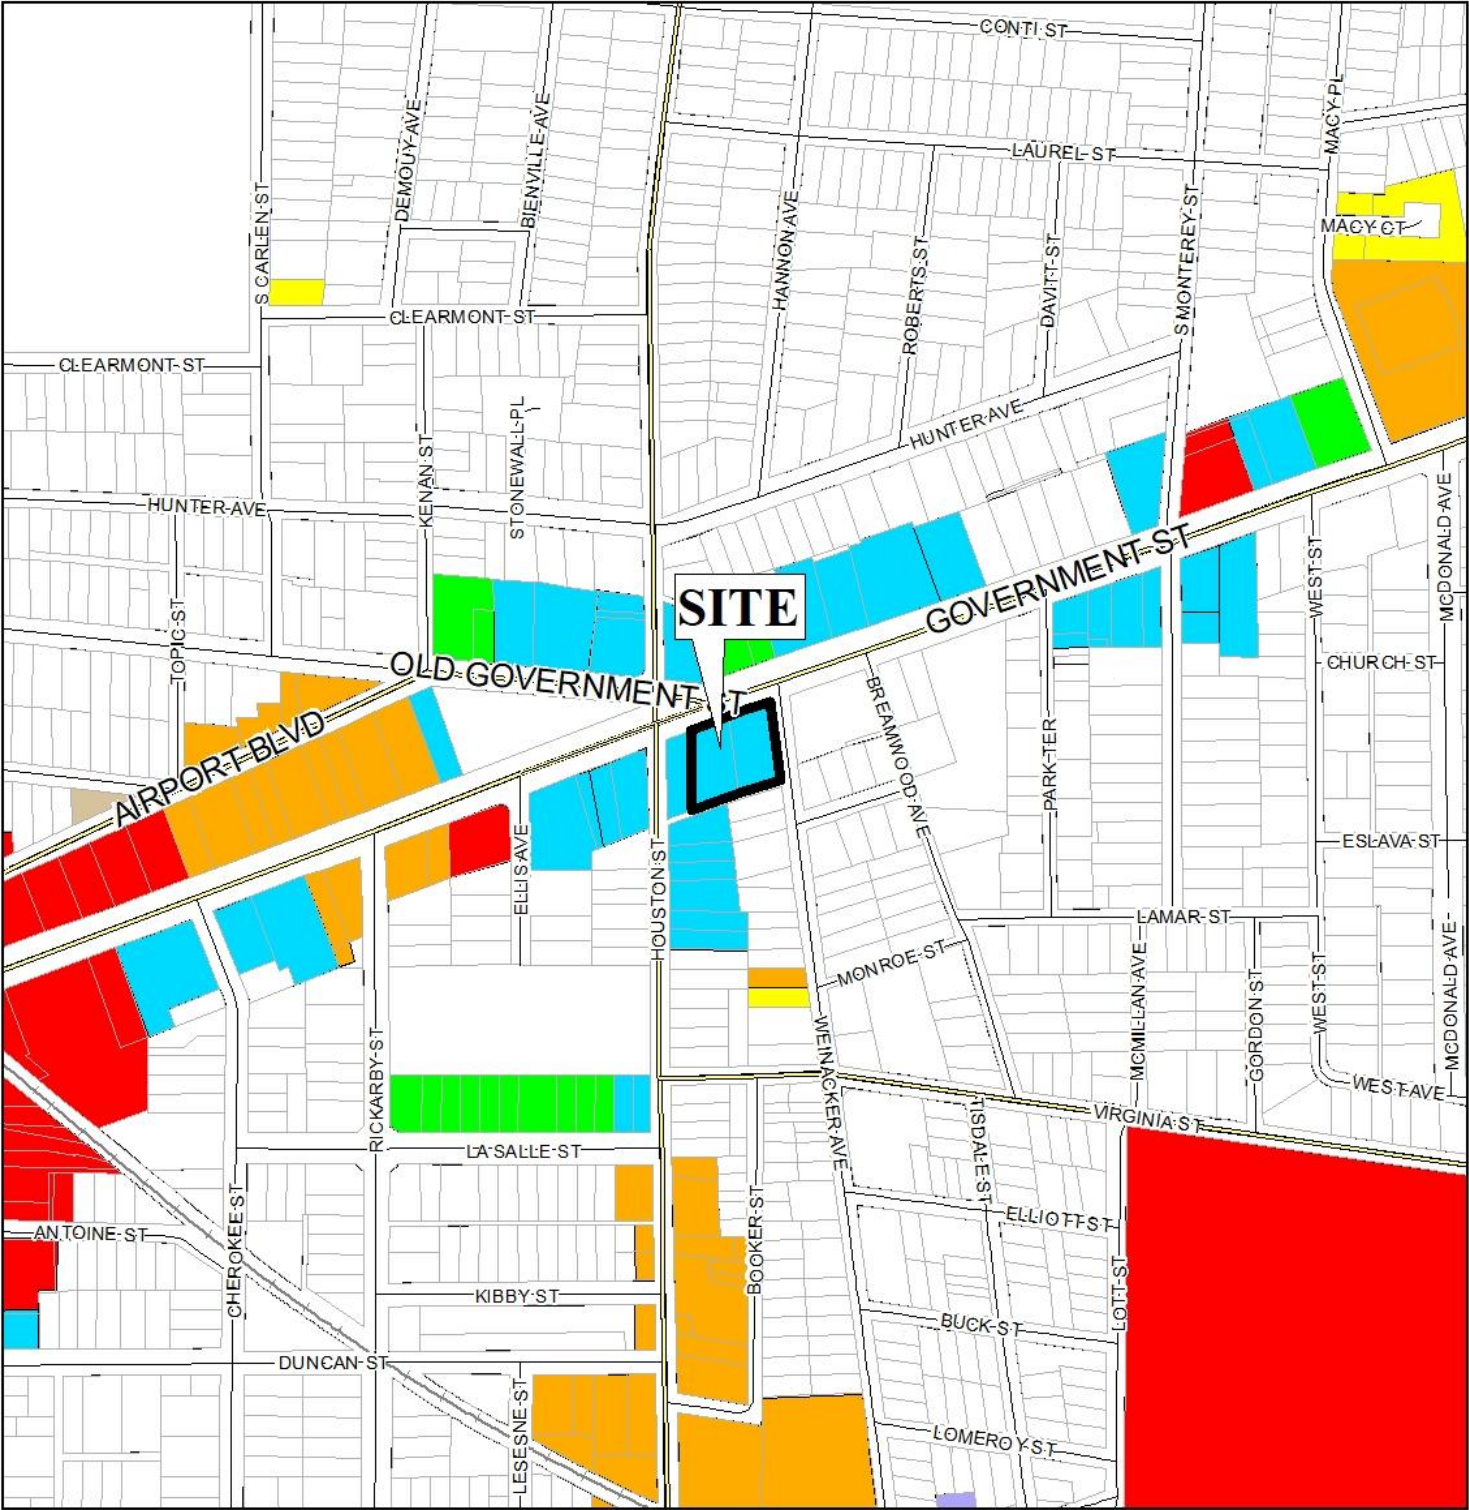 CONTI ST
MACY PL
DEMOUY AVE
BIENVILLE AVE
LAUREL ST
S CARLEN ST
HANNON AVE
S MONTEREY ST
MACY CT
ROBERTS ST
DAVITT ST
CLEARMONT ST
CLEARMONT ST
STONEWALL PL
HUNTER AVE
KENAN ST
HUNTER AVE
MCDONALD AVE
GOVERNMENT ST
WEST ST
SITE
TOPIC ST
OLD GOVERNMENT ST
CHURCH ST
BREAMWOOD AVE
AIRPORT BLVD
PARK TER
ELLIS AVE
HOUSTON ST
ESLAVA ST
LAMAR ST
MONROE ST
MCMILLAN AVE
GORDON ST
WEST ST
MCDONALD AVE
RICKARBY ST
WEINACKER AVE
WEST AVE
VIRGINIA ST
TISDALE ST
LA SALLE ST
CHEROKEE ST
BOOKER ST
ELLIOTT ST
ANTOINE ST
KIBBY ST
LOTT ST
BUCK ST
DUNCAN ST
LESESNE ST
LOMEROY ST